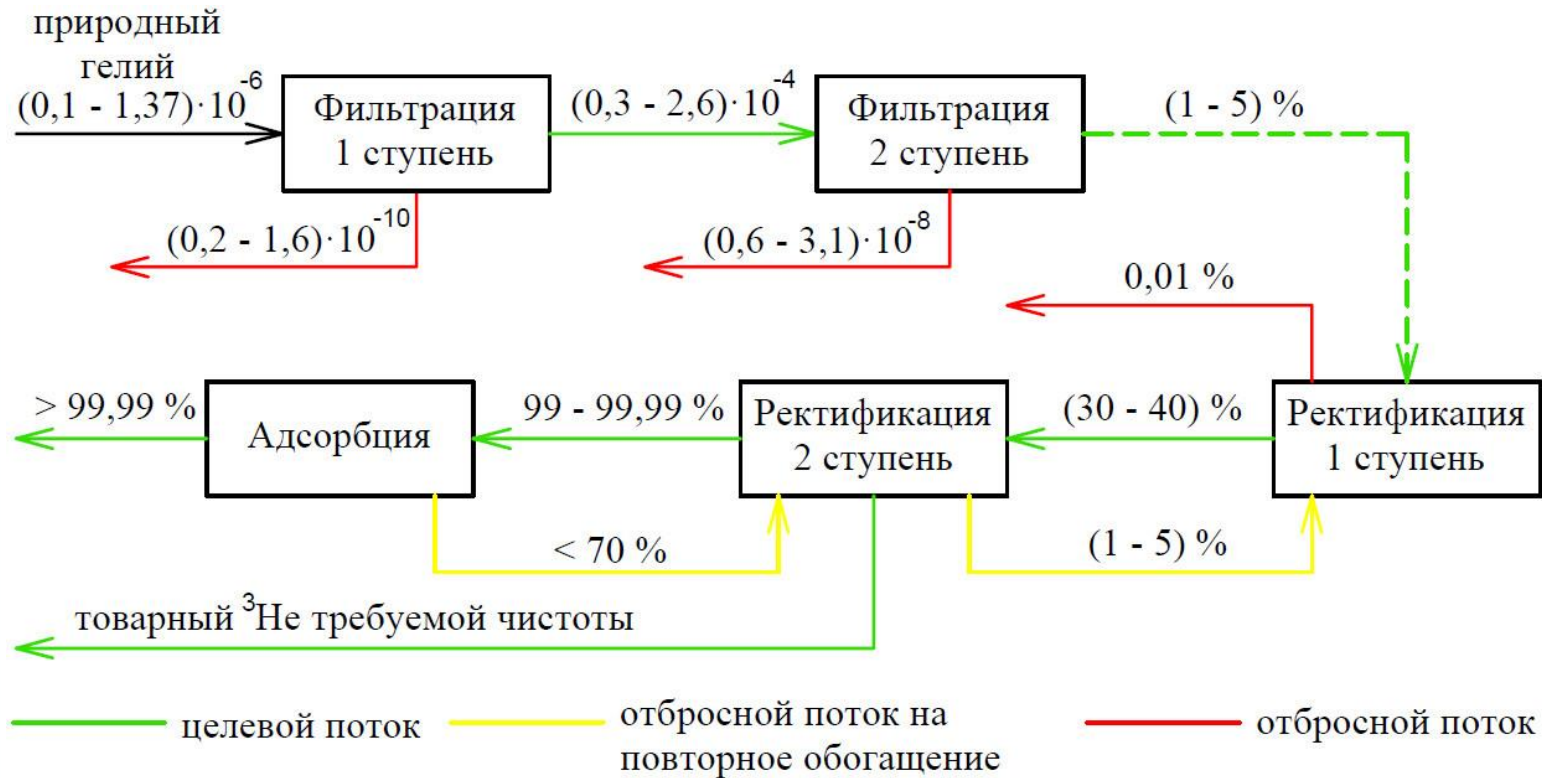 природный
гелий
(0,1 - 1,37)·10⁻⁶
Фильтрация
1 ступень
(0,3 - 2,6)·10⁻⁴
Фильтрация
2 ступень
(1 - 5) %
(0,2 - 1,6)·10⁻¹⁰
(0,6 - 3,1)·10⁻⁸
0,01 %
> 99,99 %
Адсорбция
99 - 99,99 %
Ректификация
2 ступень
(30 - 40) %
Ректификация
1 ступень
< 70 %
(1 - 5) %
товарный ³He требуемой чистоты
целевой поток
отбросной поток на
повторное обогащение
отбросной поток